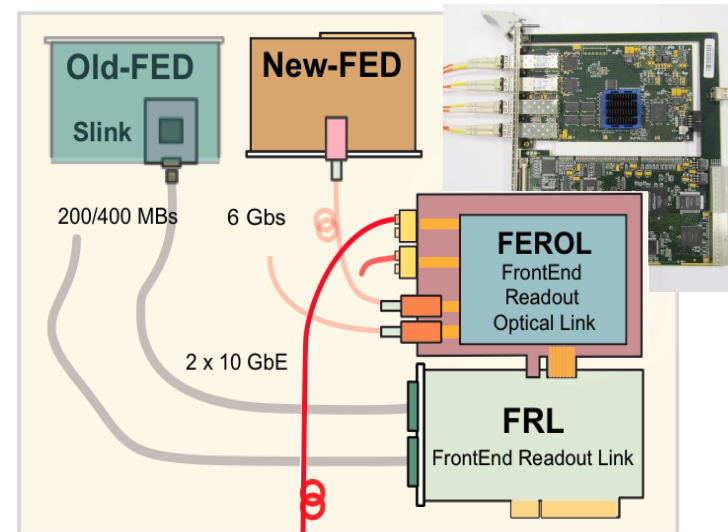 Old-FED
Slink
New-FED
200/400 MBs
6 Gbs
FEROL
FrontEnd
Readout
Optical Link
2 x 10 GbE
FRL
FrontEnd Readout Link